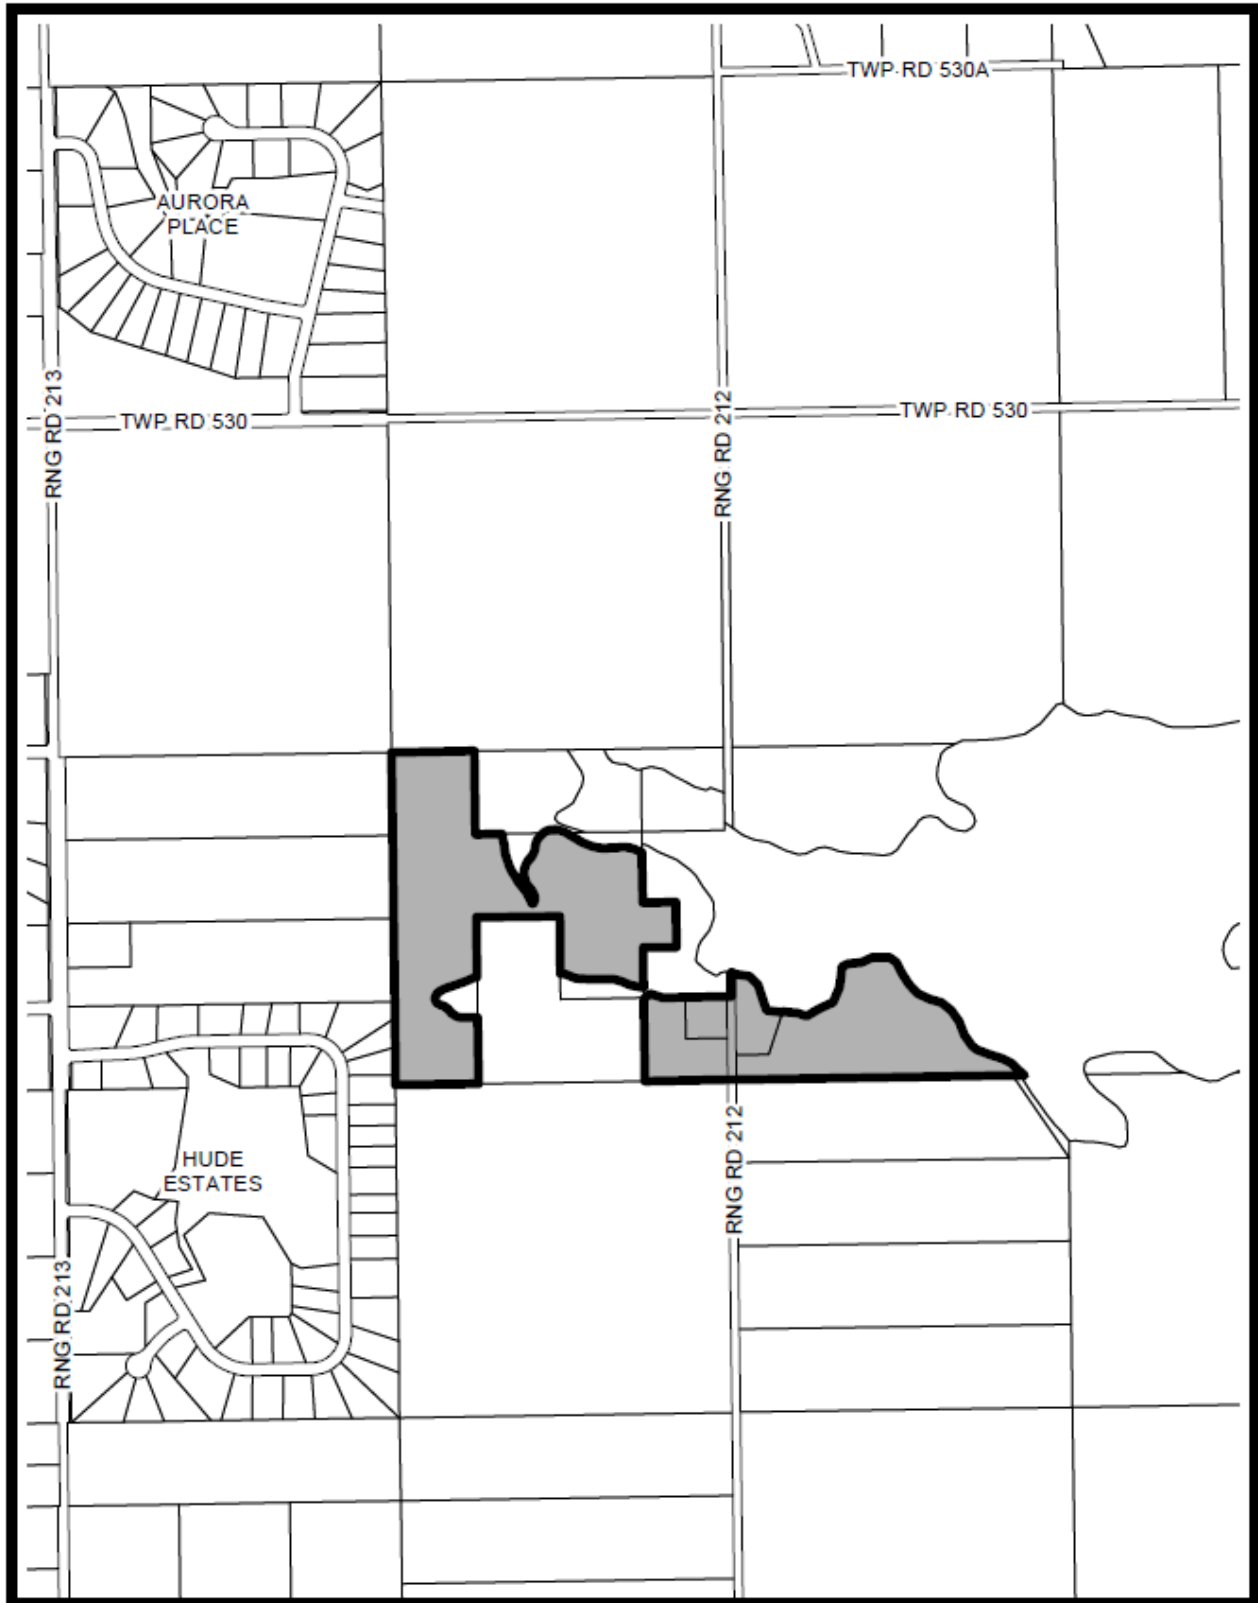 TWP RD 530A
AURORA
PLACE
RNG RD 213
TWP RD 530
RNG RD 212
TWP RD 530
HUDE
ESTATES
RNG RD 212
RNG RD 213